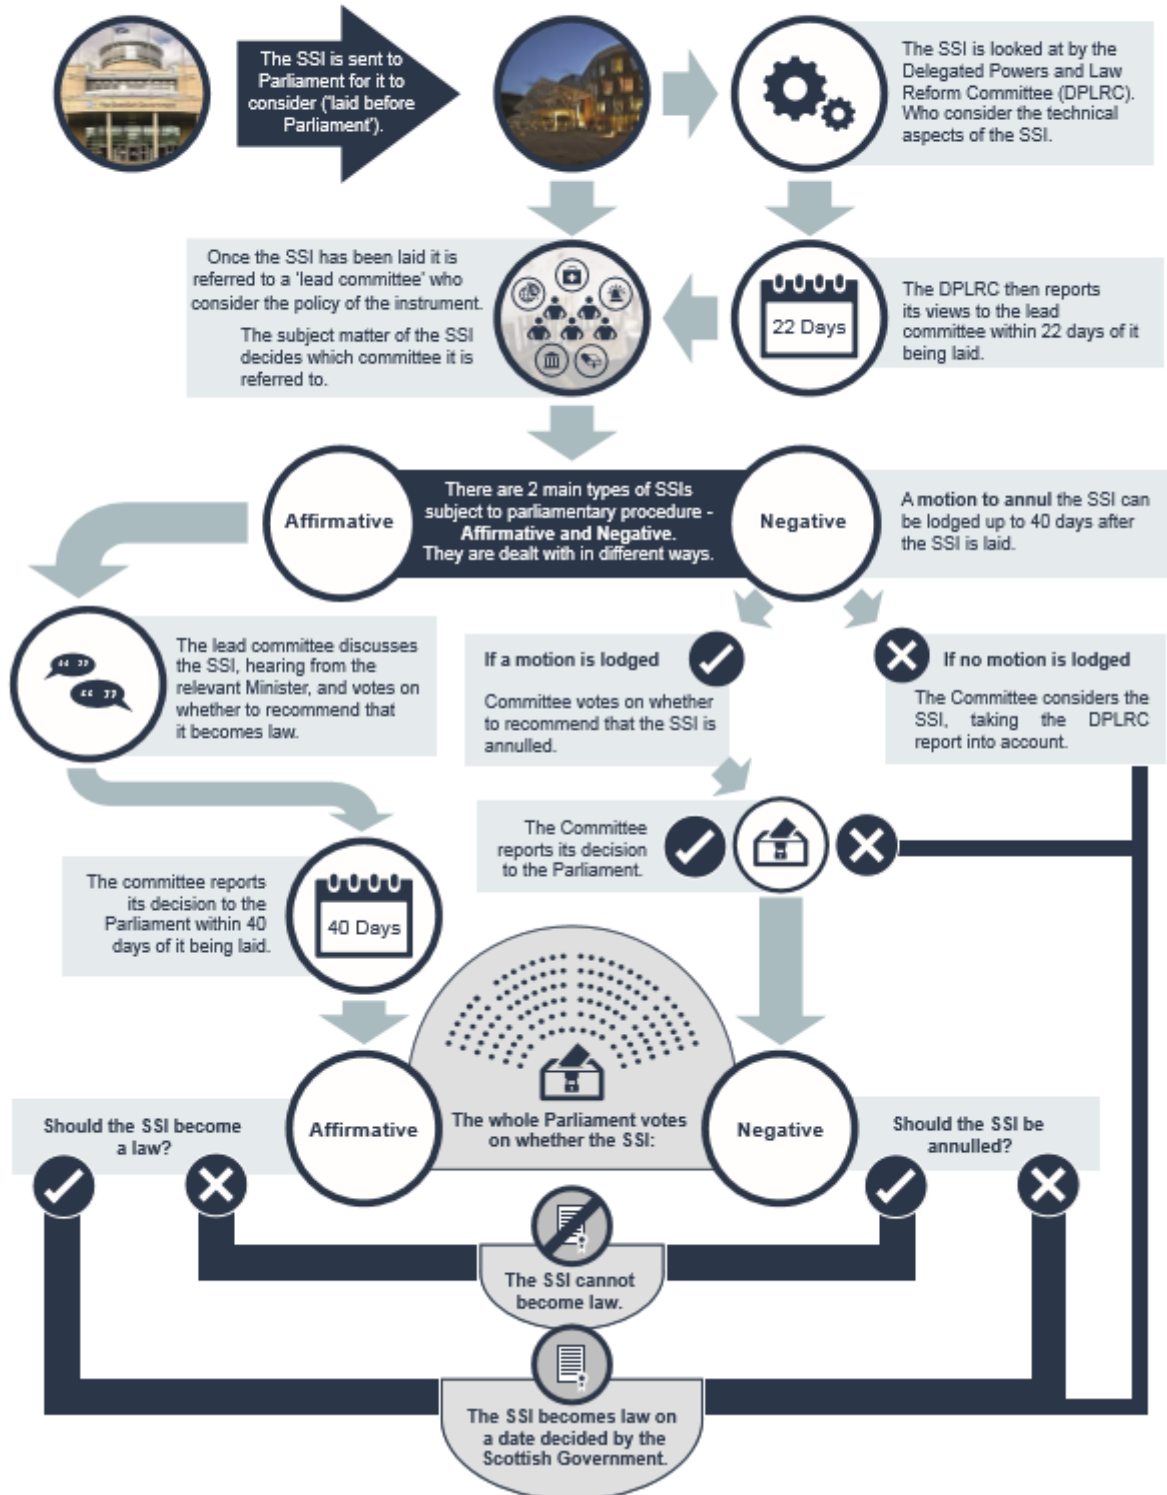 The SSI is sent to
Parliament for it to
consider ('laid before
Parliament').
The SSI is looked at by the
Delegated Powers and Law
Reform Committee (DPLRC).
Who consider the technical
aspects of the SSI.
Once the SSI has been laid it is
referred to a 'lead committee' who
consider the policy of the instrument.
The subject matter of the SSI
decides which committee it is
referred to.
22 Days
The DPLRC then reports
its views to the lead
committee within 22 days of it
being laid.
Affirmative
There are 2 main types of SSIs
subject to parliamentary procedure -
Affirmative and Negative.
They are dealt with in different ways.
Negative
A motion to annul the SSI can
be lodged up to 40 days after
the SSI is laid.
The lead committee discusses
the SSI, hearing from the
relevant Minister, and votes on
whether to recommend that
it becomes law.
If a motion is lodged
Committee votes on whether
to recommend that the SSI is
annulled.
If no motion is lodged
The Committee considers the
SSI, taking the DPLRC
report into account.
The Committee
reports its decision
to the Parliament.
The committee reports
its decision to the
Parliament within 40
days of it being laid.
40 Days
Should the SSI become
a law?
Affirmative
The whole Parliament votes
on whether the SSI:
Negative
Should the SSI be
annulled?
The SSI cannot
become law.
The SSI becomes law on
a date decided by the
Scottish Government.